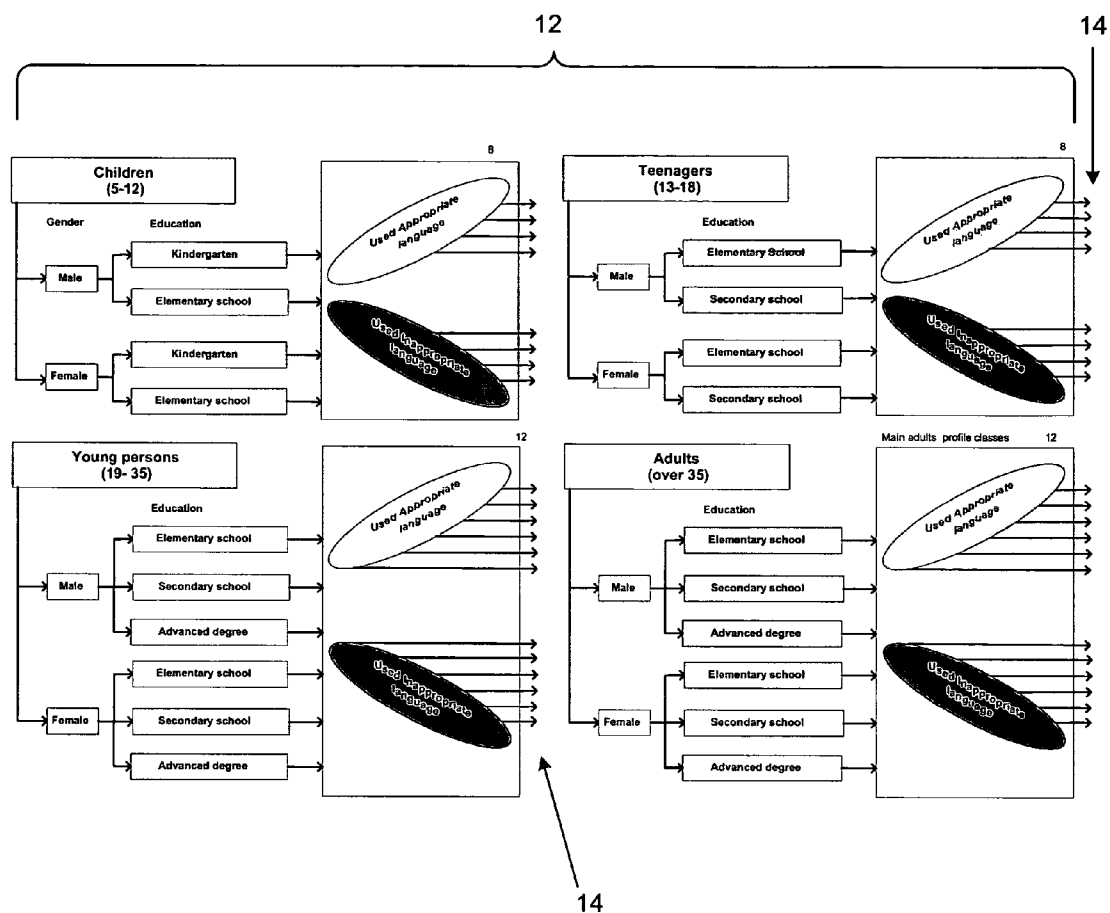 12
14
8
Children
(5-12)
Gender
Education
Male
Kindergarten
Elementary school
Female
Kindergarten
Elementary school
Used Appropriate
language
Used Inappropriate
language
8
Teenagers
(13-18)
Education
Male
Elementary School
Secondary school
Female
Elementary school
Secondary school
Used Appropriate
language
Used Inappropriate
language
12
Young persons
(19- 35)
Education
Male
Elementary school
Secondary school
Advanced degree
Female
Elementary school
Secondary school
Advanced degree
Used Appropriate
language
Used Inappropriate
language
Main adults profile classes 12
Adults
(over 35)
Education
Male
Elementary school
Secondary school
Advanced degree
Female
Elementary school
Secondary school
Advanced degree
Used Appropriate
language
Used Inappropriate
language
14